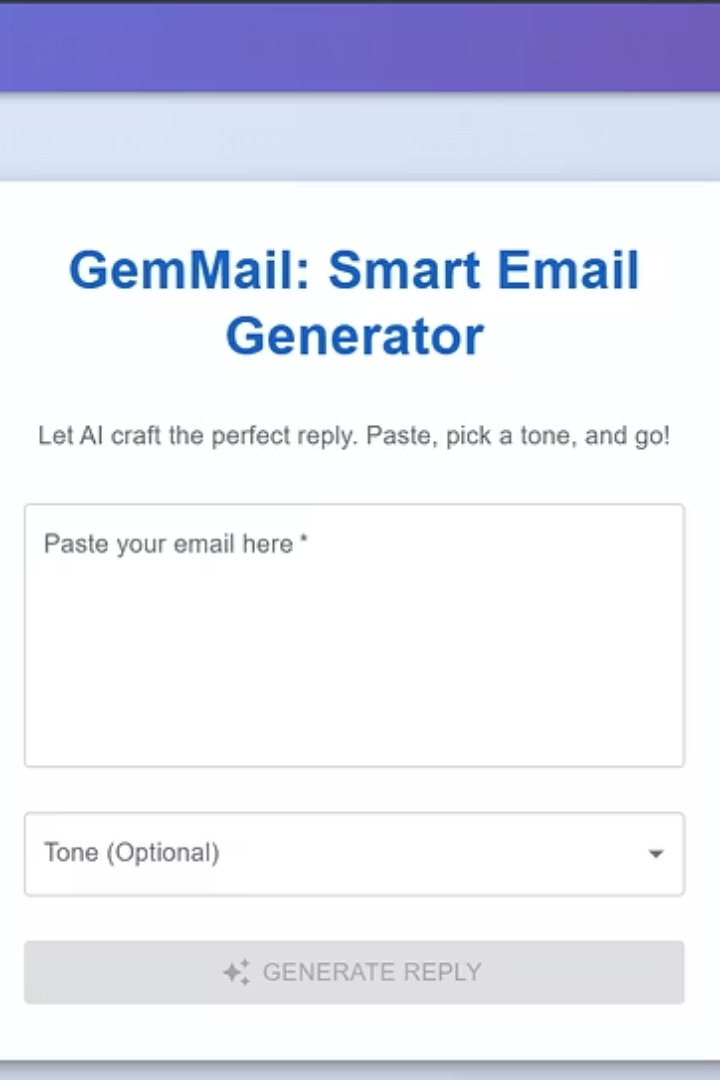 GemMail: Smart Email
Generator
Let AI craft the perfect reply. Paste, pick a tone, and go!
Paste your email here *
Tone (Optional)
GENERATE REPLY